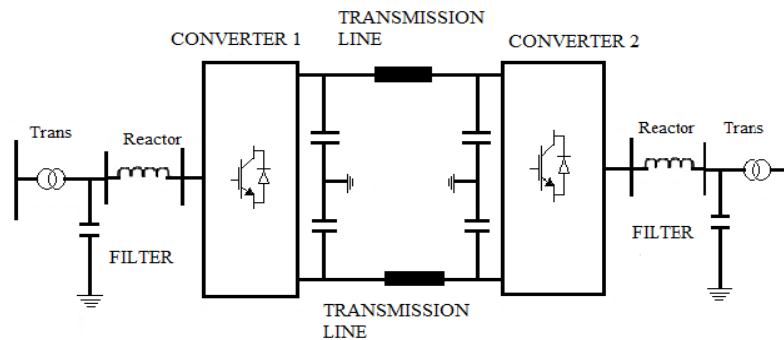 TRANSMISSION
LINE
CONVERTER 1
CONVERTER 2
Trans
Reactor
Reactor
Trans
FILTER
FILTER
TRANSMISSION
LINE